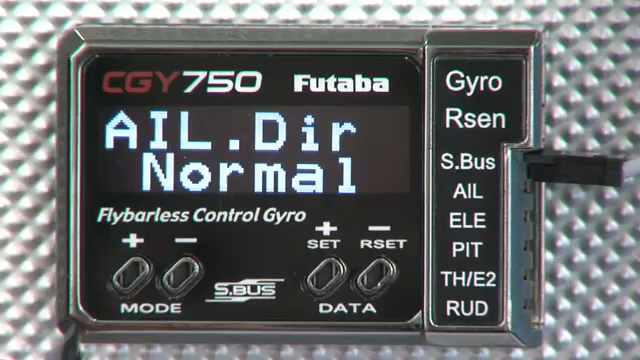 CGY750 Futaba
AIL.Dir
Normal
Flybarless Control Gyro
+ − + −
SET RSET
MODE S.BUS DATA
Gyro
Rsen
S.Bus
AIL
ELE
PIT
TH/E2
RUD